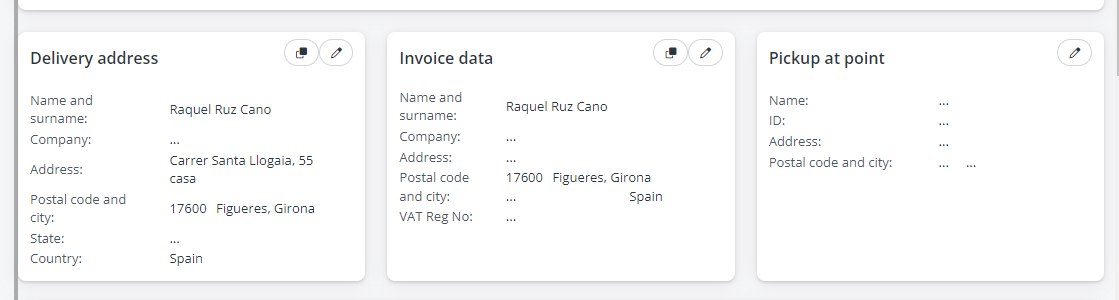 Delivery address
Name and surname: Raquel Ruz Cano
Company: ...
Address: Carrer Santa Llogaia, 55 casa
Postal code and city: 17600 Figueres, Girona
State: ...
Country: Spain
Invoice data
Name and surname: Raquel Ruz Cano
Company: ...
Address: ...
Postal code and city: 17600 Figueres, Girona
... Spain
VAT Reg No: ...
Pickup at point
Name: ...
ID: ...
Address: ...
Postal code and city: ... ...